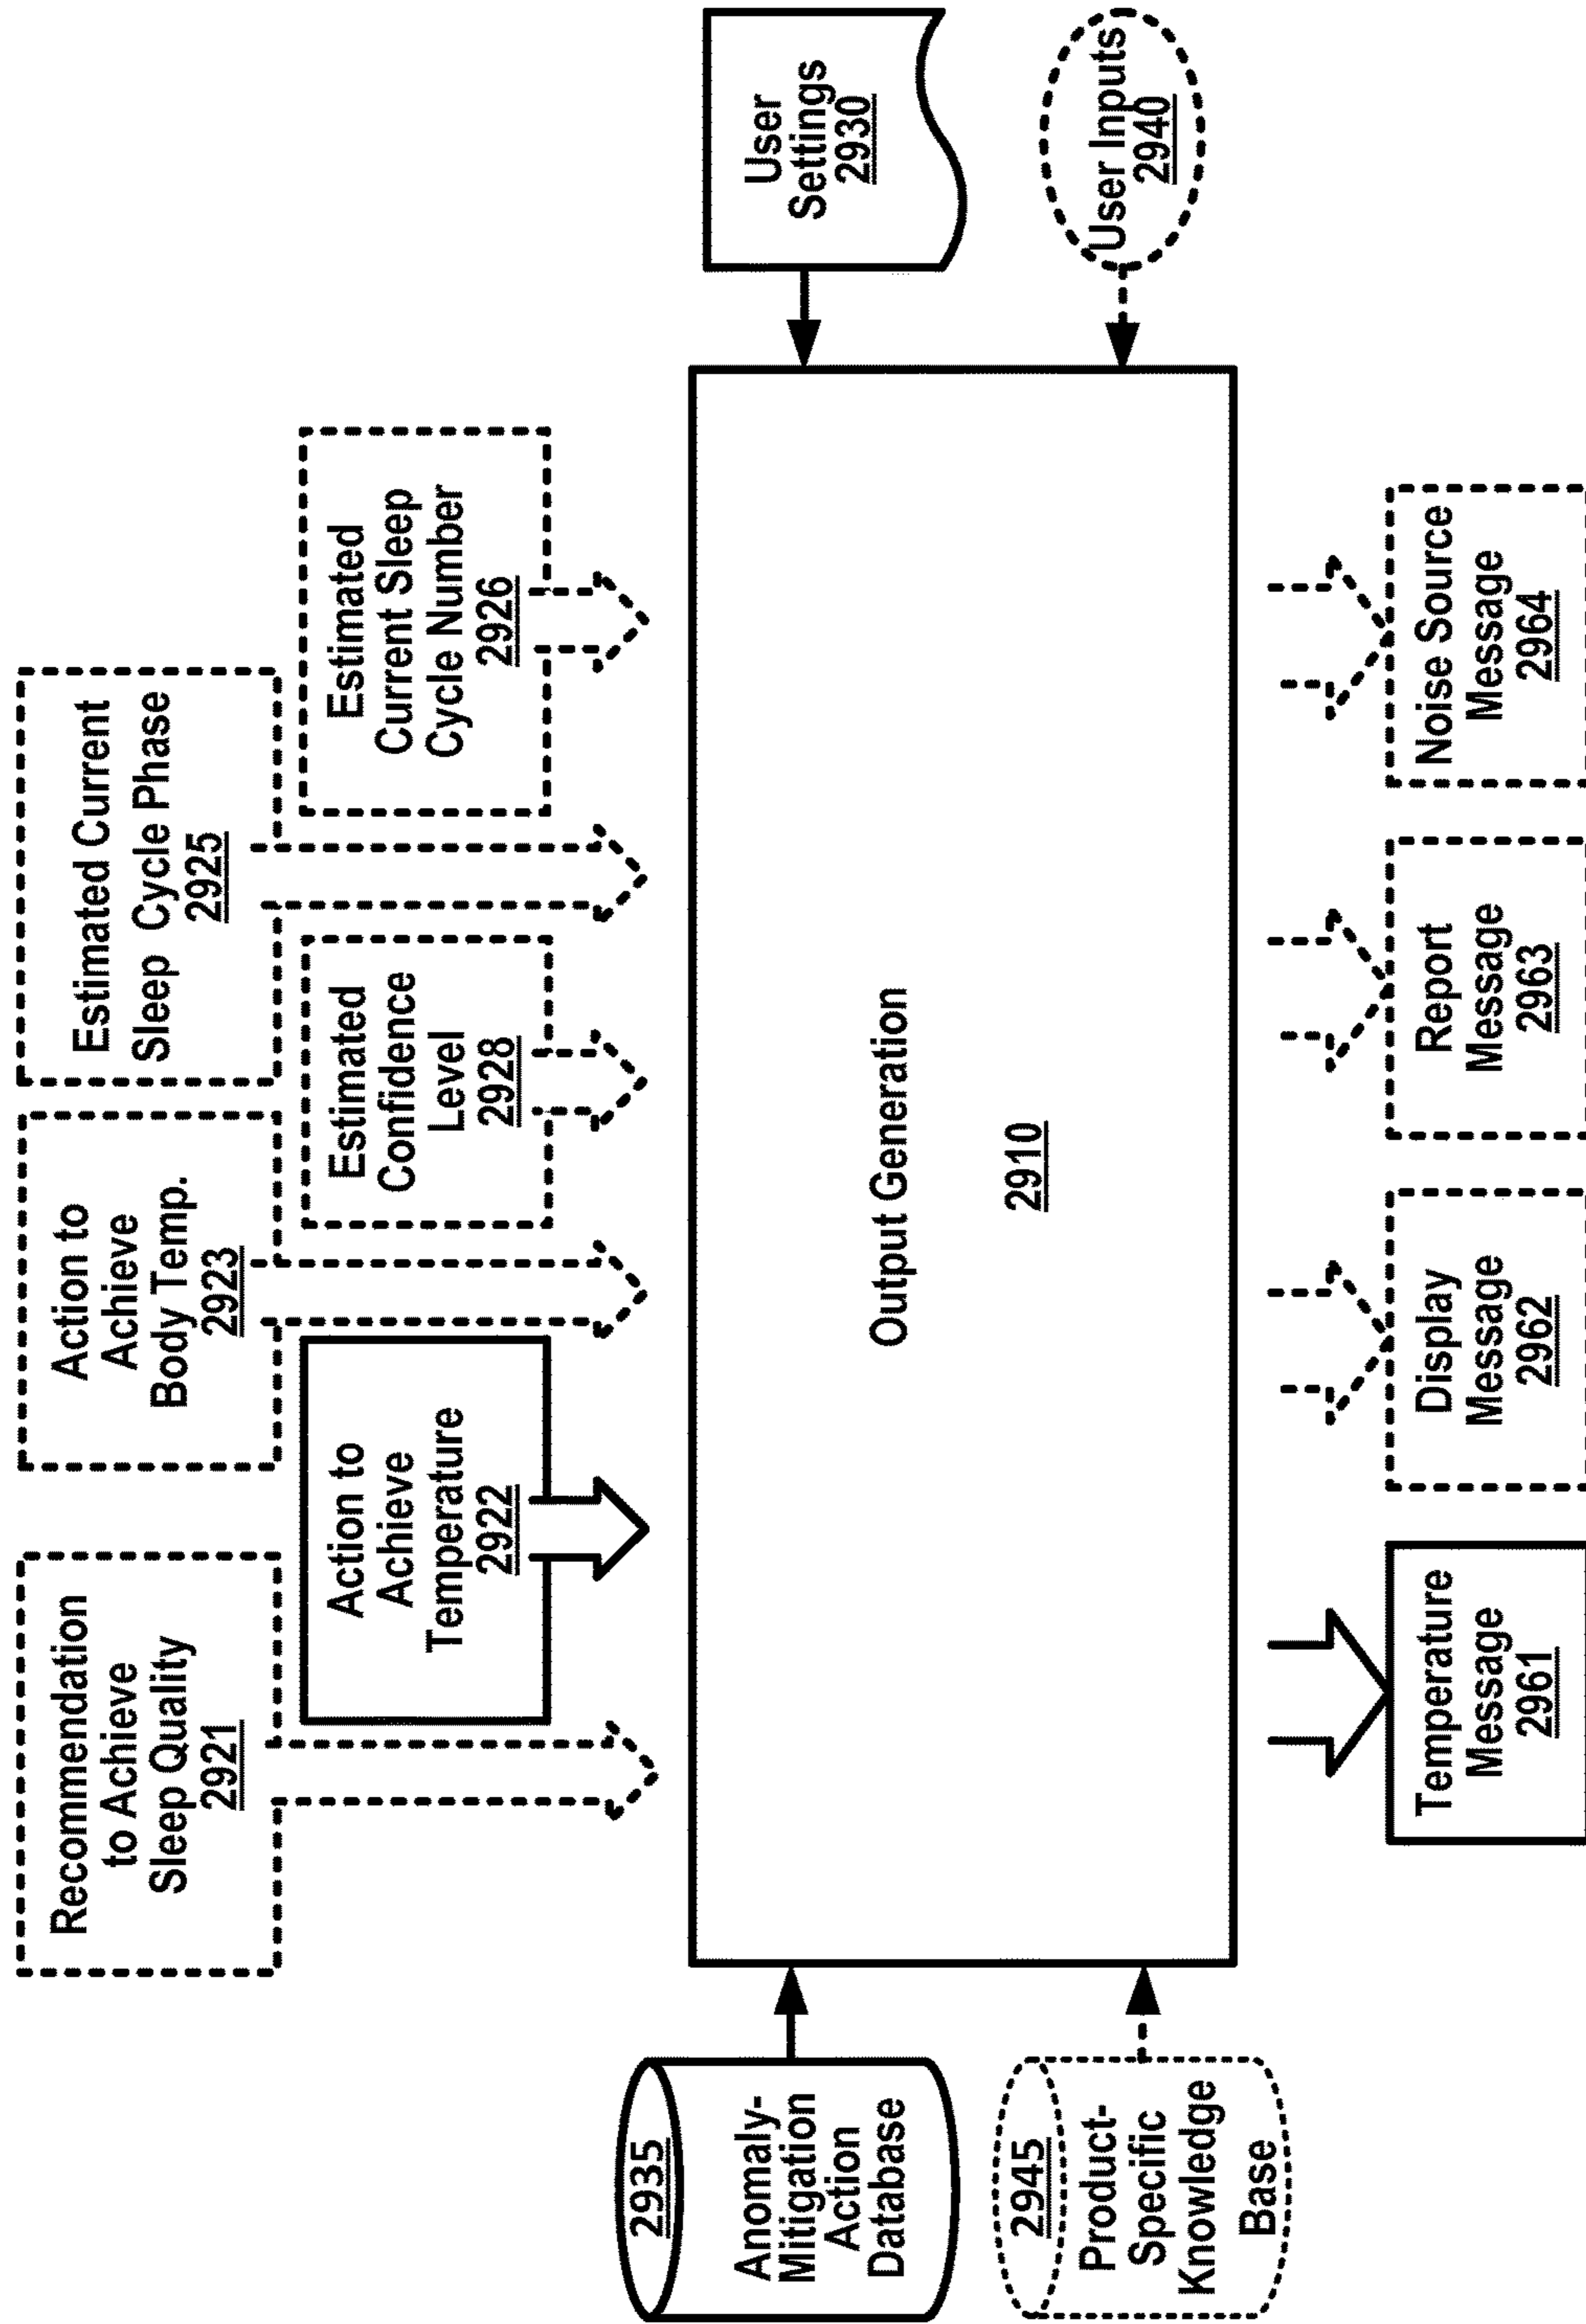 Recommendation
to Achieve
Sleep Quality
2921
Action to
Achieve
Body Temp.
2923
Estimated Current
Sleep Cycle Phase
2925
Action to
Achieve
Temperature
2922
Estimated
Confidence
Level
2928
Estimated
Current Sleep
Cycle Number
2926
2935
Anomaly-
Mitigation
Action
Database
2945
Product-
Specific
Knowledge
Base
Output Generation
2910
User
Settings
2930
User Inputs
2940
Temperature
Message
2961
Display
Message
2962
Report
Message
2963
Noise Source
Message
2964